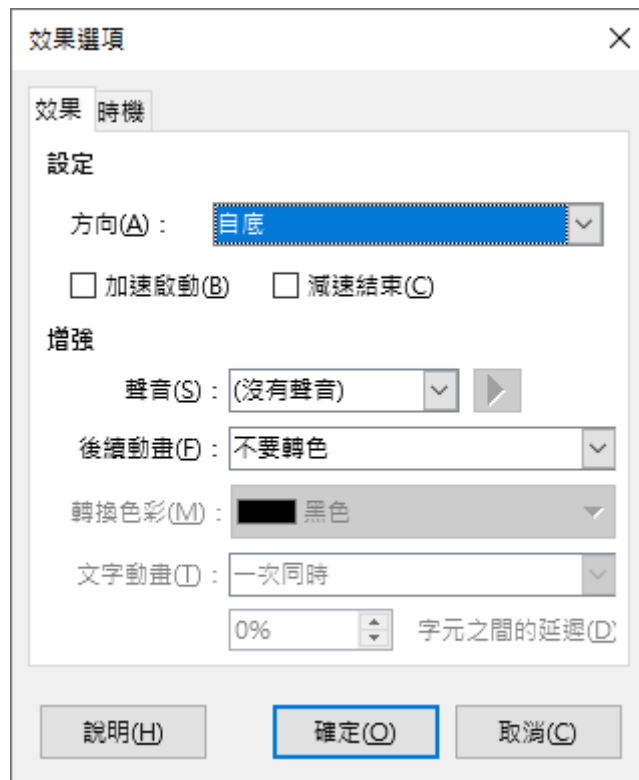 效果選項
效果 時機
設定
方向(A)： 自底
加速啟動(B) 減速結束(C)
增強
聲音(S)： (沒有聲音)
後續動畫(F)： 不要轉色
轉換色彩(M)： 黑色
文字動畫(T)： 一次同時
0% 字元之間的延遲(D)
說明(H) 確定(O) 取消(C)